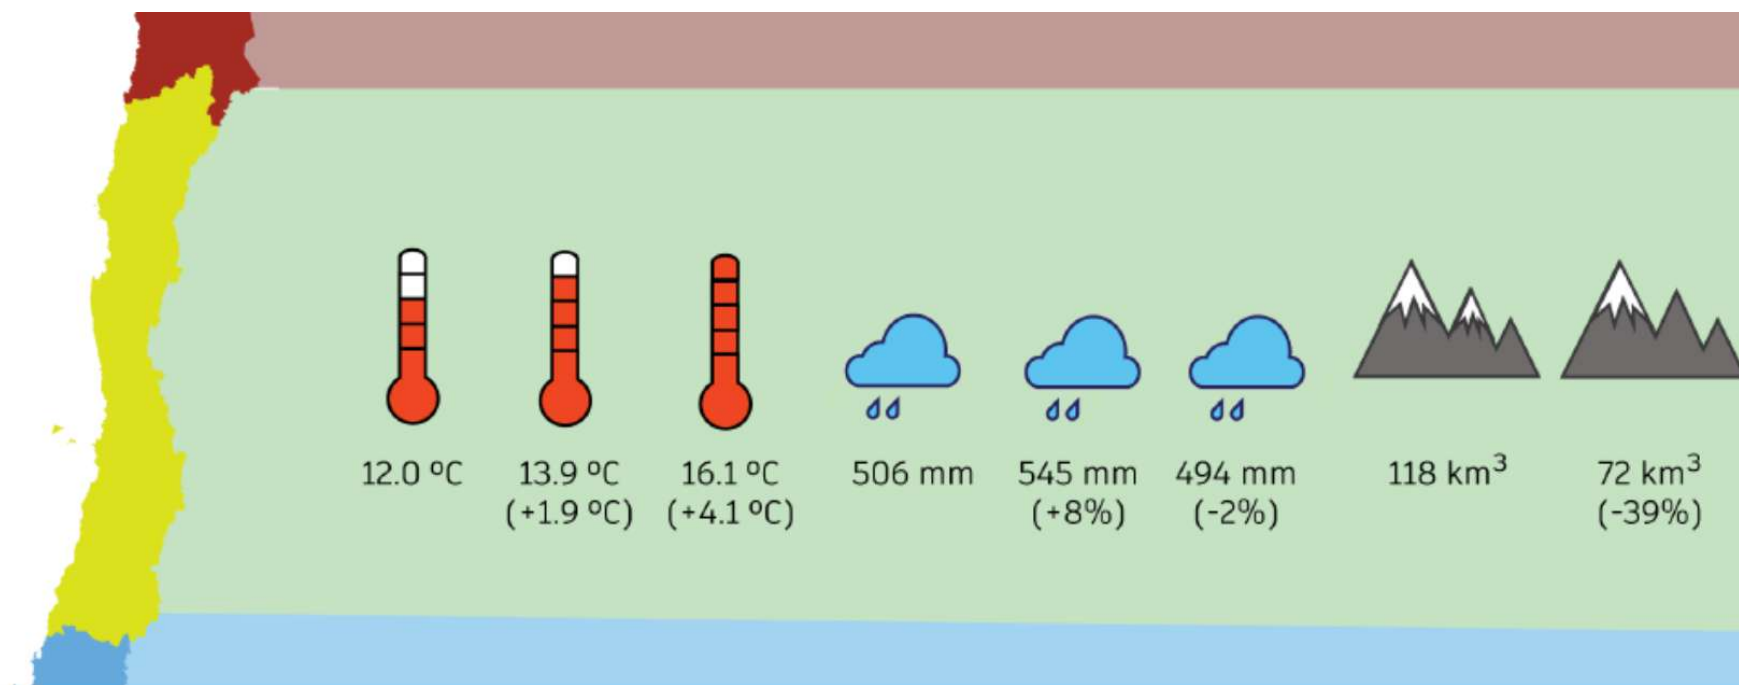 12.0 ºC 13.9 ºC 16.1 ºC 506 mm 545 mm 494 mm 118 km³ 72 km³
(+1.9 ºC) (+4.1 ºC) (+8%) (-2%) (-39%)